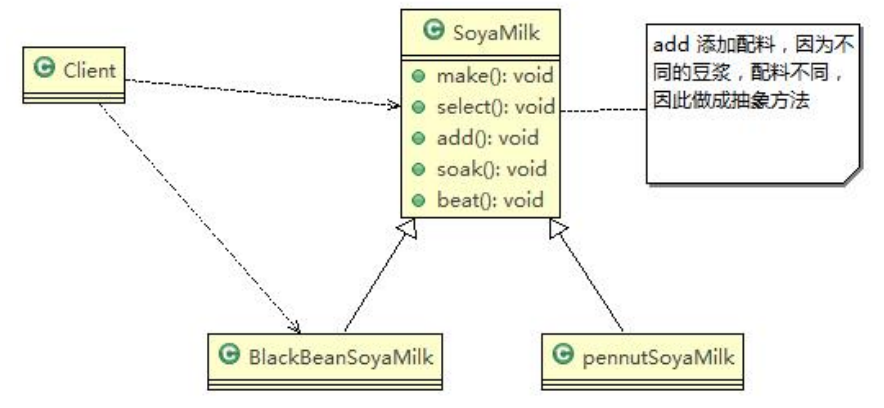 SoyaMilk
Client
make(): void
select(): void
add(): void
soak(): void
beat(): void
add 添加配料，因为不
同的豆浆，配料不同，
因此做成抽象方法
BlackBeanSoyaMilk
pennutSoyaMilk